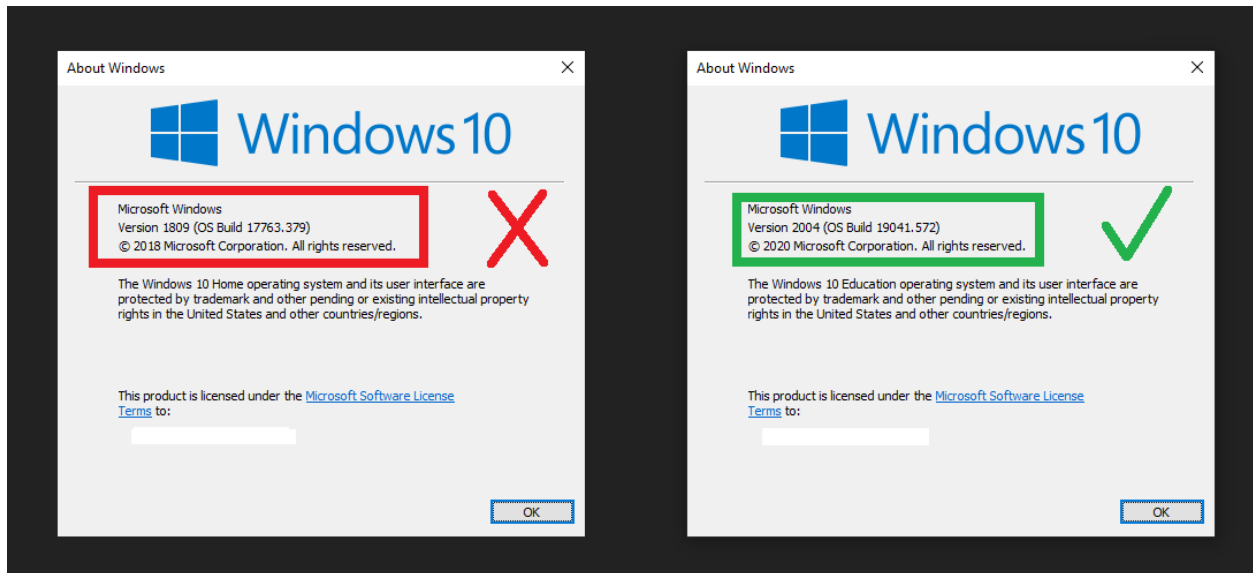 About Windows
Windows 10
Microsoft Windows
Version 1809 (OS Build 17763.379)
© 2018 Microsoft Corporation. All rights reserved.
The Windows 10 Home operating system and its user interface are
protected by trademark and other pending or existing intellectual property
rights in the United States and other countries/regions.
This product is licensed under the Microsoft Software License
Terms to:
OK
About Windows
Windows 10
Microsoft Windows
Version 2004 (OS Build 19041.572)
© 2020 Microsoft Corporation. All rights reserved.
The Windows 10 Education operating system and its user interface are
protected by trademark and other pending or existing intellectual property
rights in the United States and other countries/regions.
This product is licensed under the Microsoft Software License
Terms to:
OK